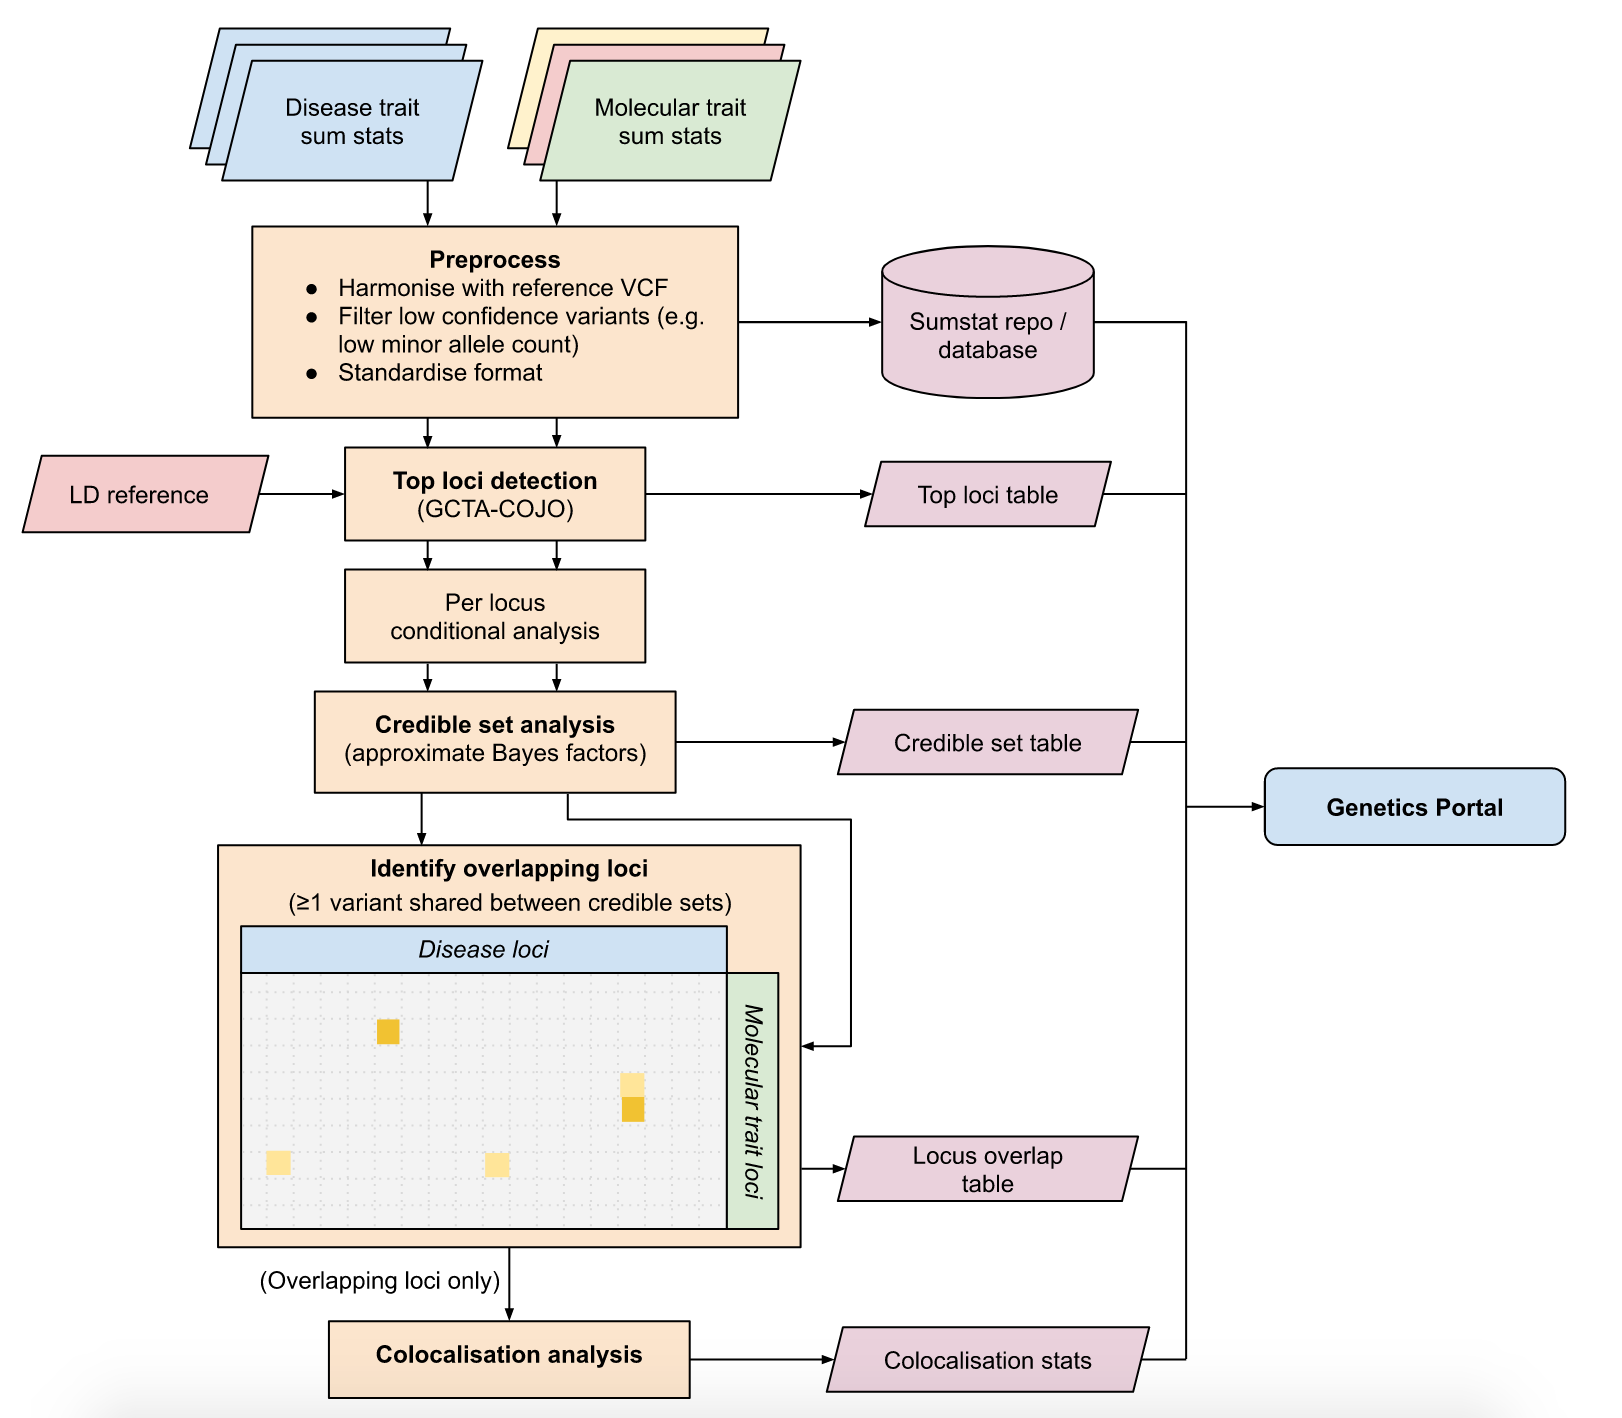 Disease trait
sum stats
Molecular trait
sum stats
Preprocess
● Harmonise with reference VCF
● Filter low confidence variants (e.g.
low minor allele count)
● Standardise format
Sumstat repo /
database
LD reference
Top loci detection
(GCTA-COJO)
Top loci table
Per locus
conditional analysis
Credible set analysis
(approximate Bayes factors)
Credible set table
Genetics Portal
Identify overlapping loci
(≥1 variant shared between credible sets)
Disease loci
Molecular trait loci
Locus overlap
table
(Overlapping loci only)
Colocalisation analysis
Colocalisation stats